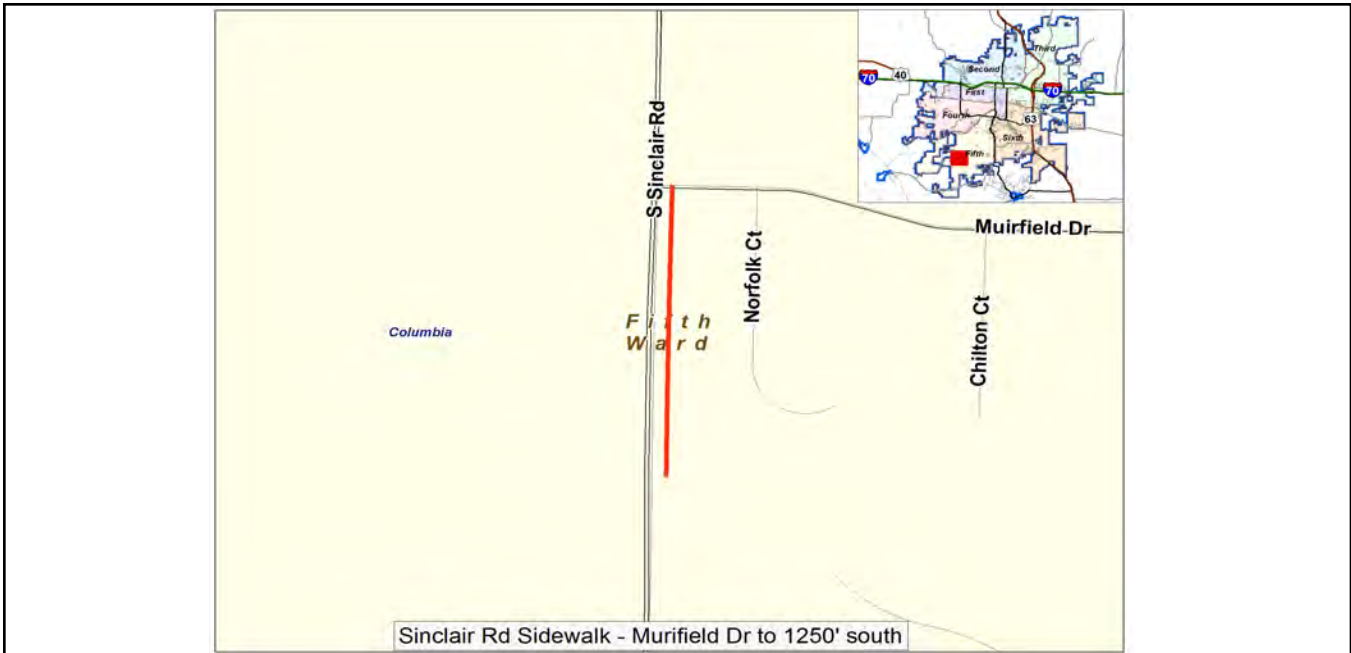 70
40
Second
Third
First
70
Fourth
63
Sixth
Fifth
S Sinclair Rd
Muirfield Dr
Norfolk Ct
Chilton Ct
Columbia
Fifth
Ward
Sinclair Rd Sidewalk - Murifield Dr to 1250' south